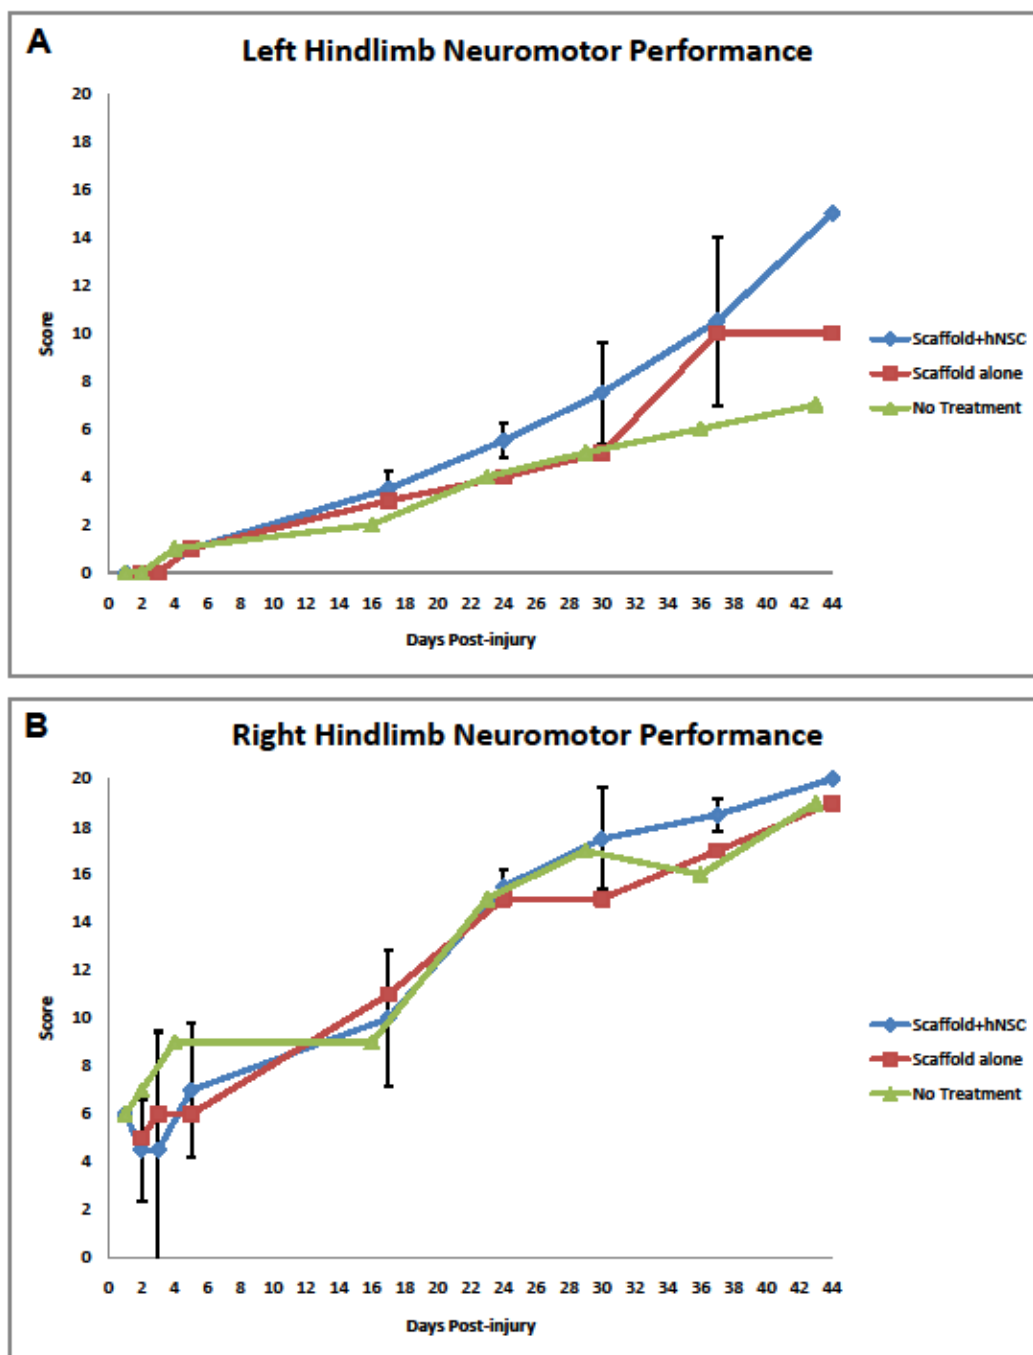 A
Left Hindlimb Neuromotor Performance
20
18
16
14
12
10
8
6
4
2
0
Score
0 2 4 6 8 10 12 14 16 18 20 22 24 26 28 30 32 34 36 38 40 42 44
Days Post-injury
Scaffold+hNSC
Scaffold alone
No Treatment
B
Right Hindlimb Neuromotor Performance
20
18
16
14
12
10
8
6
4
2
0
Score
0 2 4 6 8 10 12 14 16 18 20 22 24 26 28 30 32 34 36 38 40 42 44
Days Post-injury
Scaffold+hNSC
Scaffold alone
No Treatment